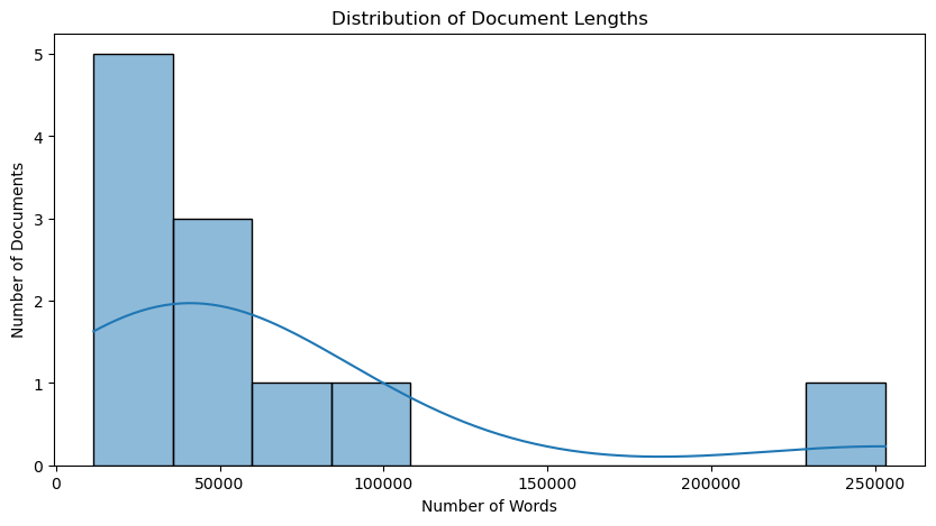 Distribution of Document Lengths
Number of Documents
5
4
3
2
1
0
0 50000 100000 150000 200000 250000
Number of Words